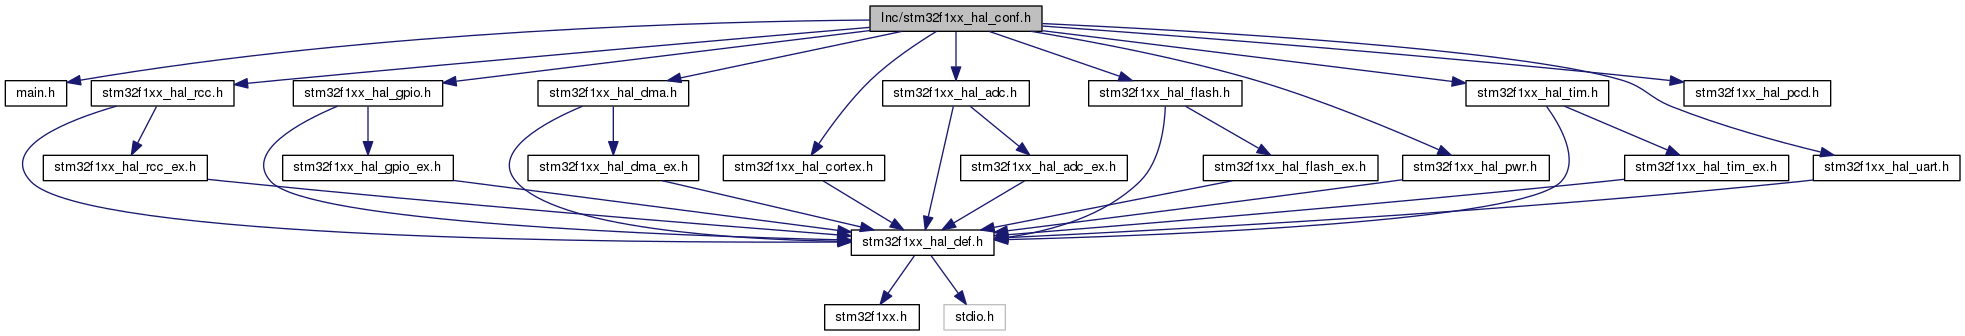 Inc/stm32f1xx_hal_conf.h
main.h
stm32f1xx_hal_rcc.h
stm32f1xx_hal_gpio.h
stm32f1xx_hal_dma.h
stm32f1xx_hal_adc.h
stm32f1xx_hal_flash.h
stm32f1xx_hal_tim.h
stm32f1xx_hal_pcd.h
stm32f1xx_hal_rcc_ex.h
stm32f1xx_hal_gpio_ex.h
stm32f1xx_hal_dma_ex.h
stm32f1xx_hal_cortex.h
stm32f1xx_hal_adc_ex.h
stm32f1xx_hal_flash_ex.h
stm32f1xx_hal_pwr.h
stm32f1xx_hal_tim_ex.h
stm32f1xx_hal_uart.h
stm32f1xx_hal_def.h
stm32f1xx.h
stdio.h